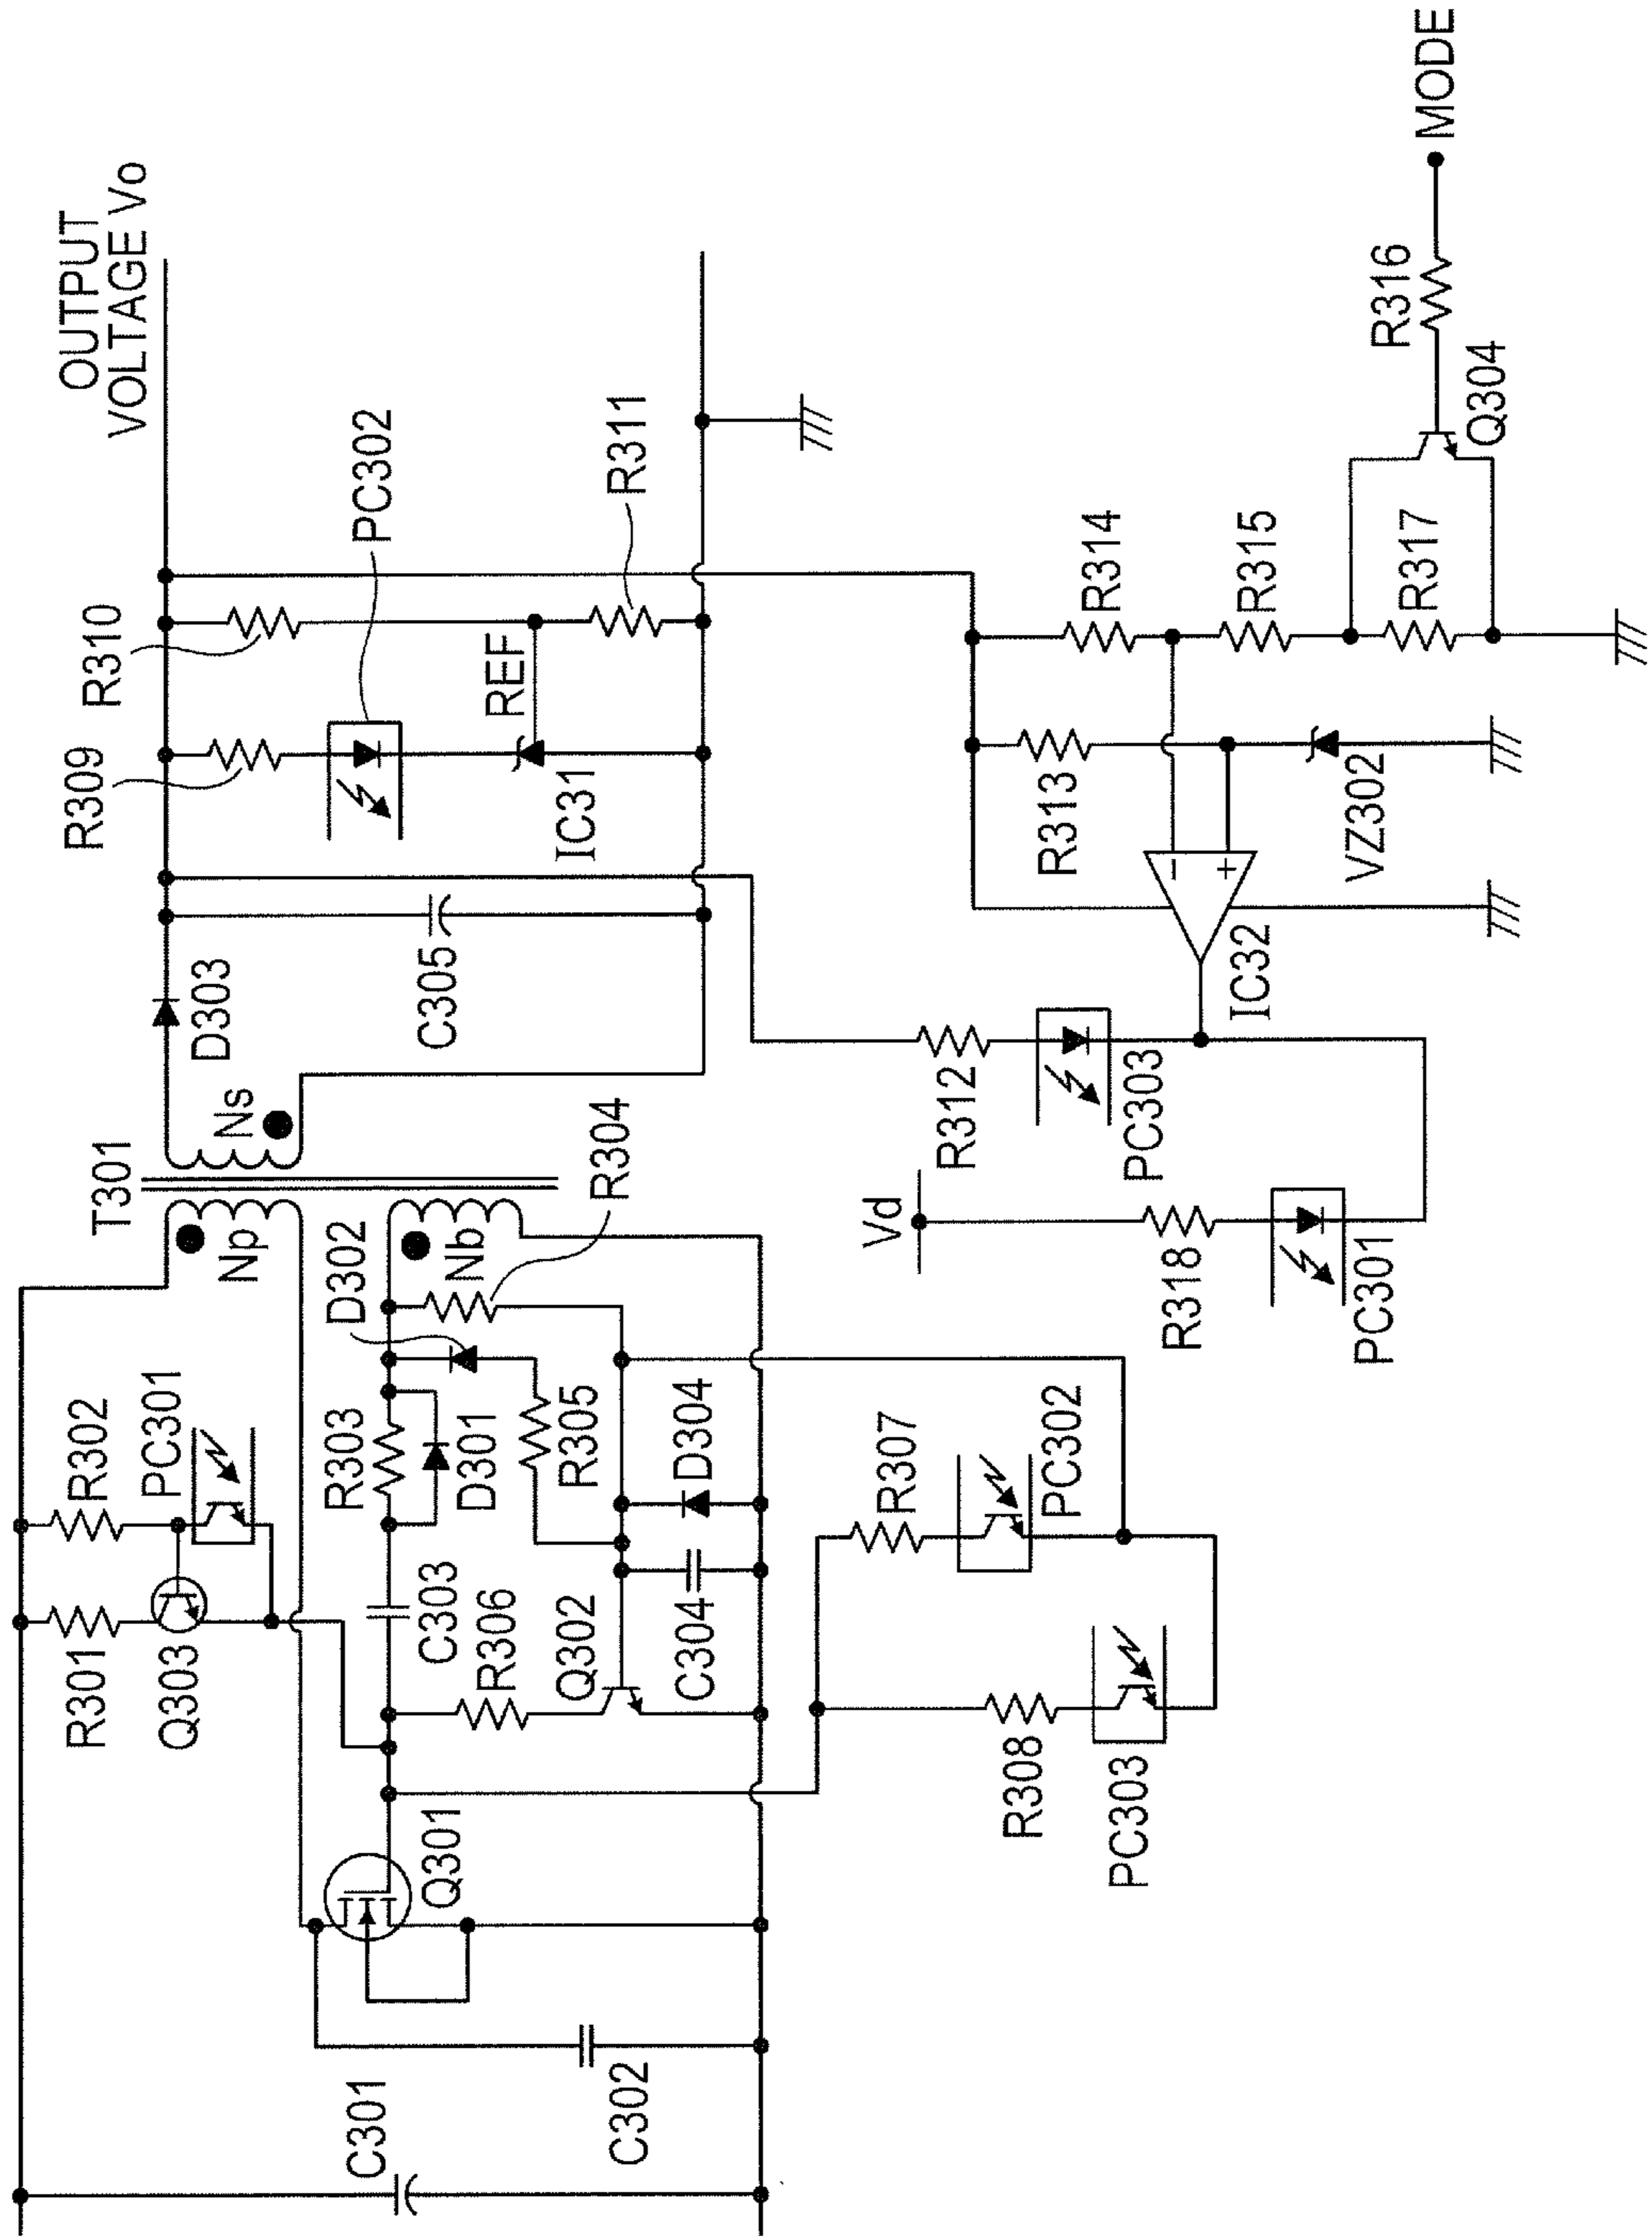 OUTPUT
VOLTAGE Vo
T301
R302
PC301
R301
Q303
Np
Ns
D303
R309
R310
PC302
REF
R311
IC31
C305
D302
R304
Nb
R303
D301
R305
C303
R306
D304
Q302
C304
Q301
C301
C302
R307
PC302
R308
PC303
Vd
R318
PC301
R312
PC303
IC32
-
+
R313
VZ302
R314
R315
R317
Q304
R316
MODE